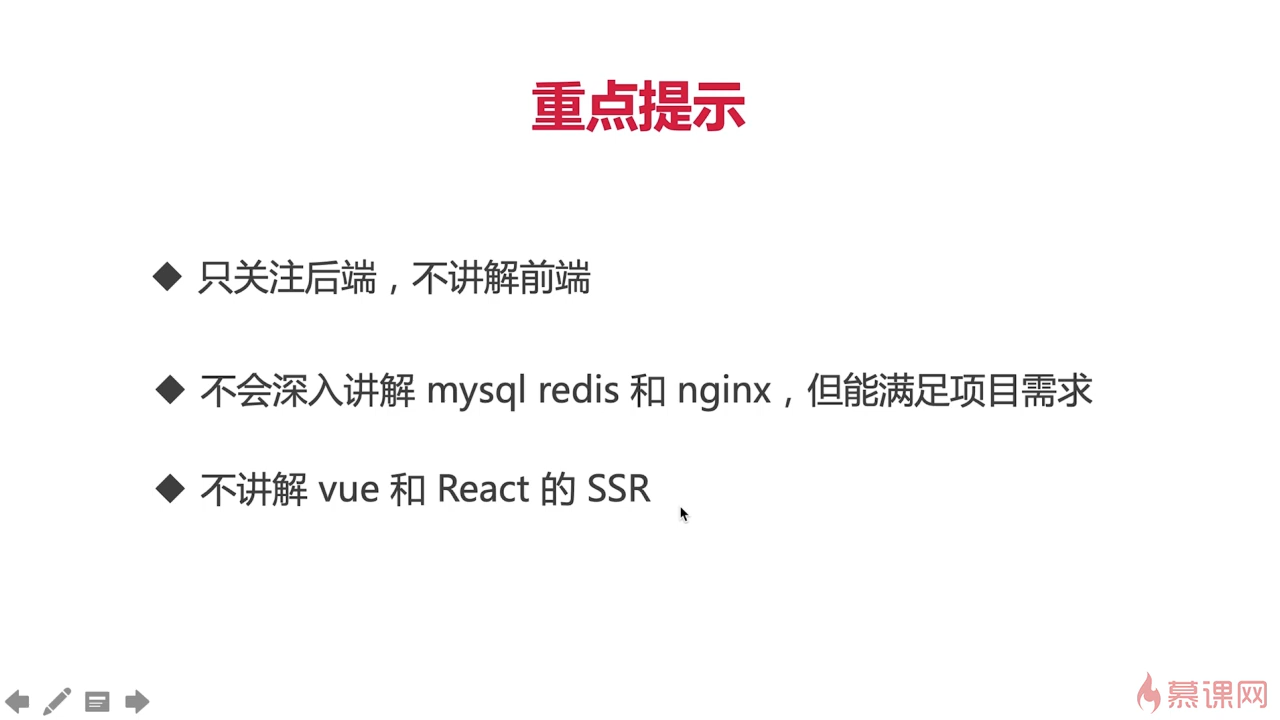 重点提示
◆ 只关注后端，不讲解前端
◆ 不会深入讲解 mysql redis 和 nginx，但能满足项目需求
◆ 不讲解 vue 和 React 的 SSR
慕课网